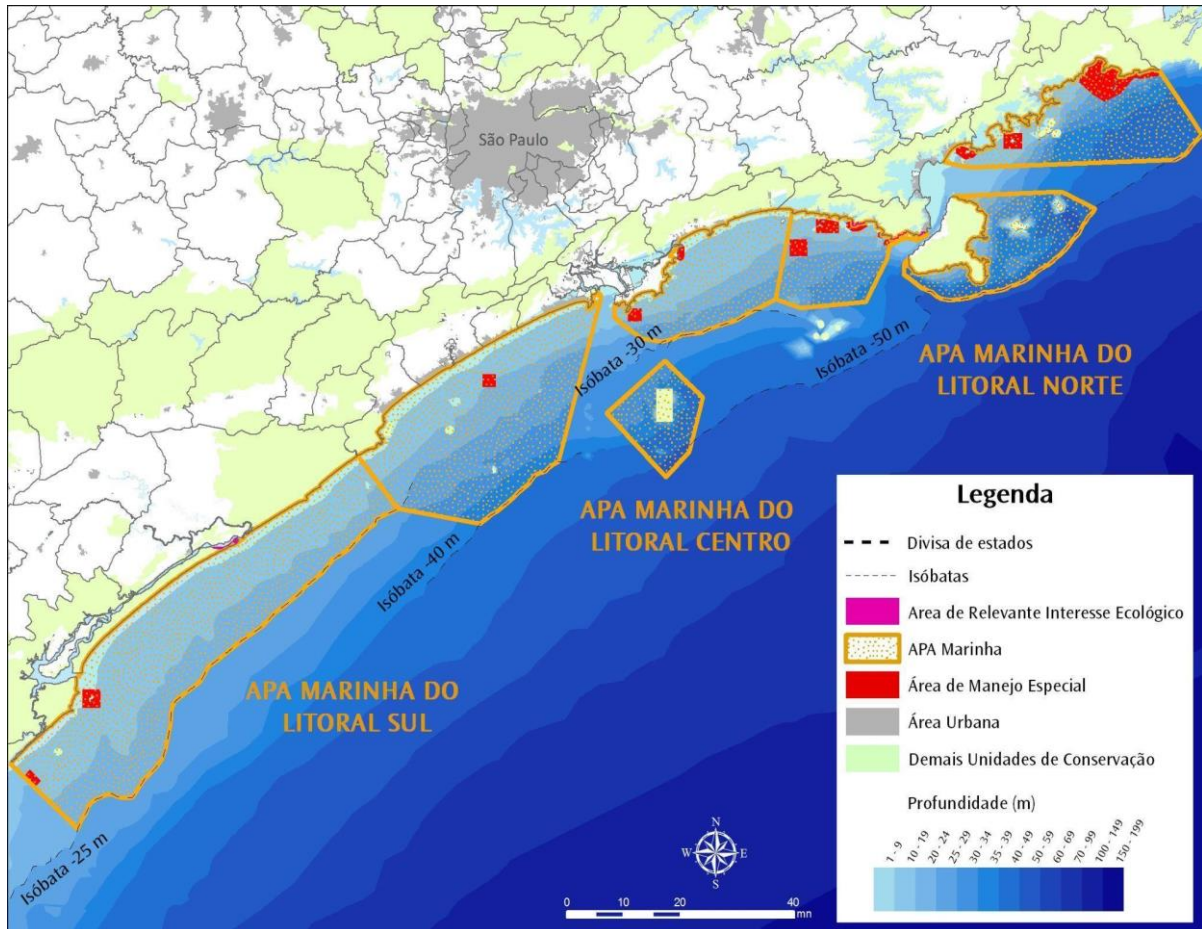 São Paulo
Isóbata -30 m
Isóbata -50 m
APA MARINHA DO
LITORAL NORTE
APA MARINHA DO
LITORAL CENTRO
Isóbata -40 m
APA MARINHA DO
LITORAL SUL
Isóbata -25 m
Legenda
Divisa de estados
Isóbatas
Area de Relevante Interesse Ecológico
APA Marinha
Área de Manejo Especial
Área Urbana
Demais Unidades de Conservação
Profundidade (m)
1 - 9
10 - 19
20 - 24
25 - 29
30 - 34
35 - 39
40 - 49
50 - 59
60 - 69
70 - 99
100 - 149
150 - 199
N
W E
S
0 10 20 40
mn